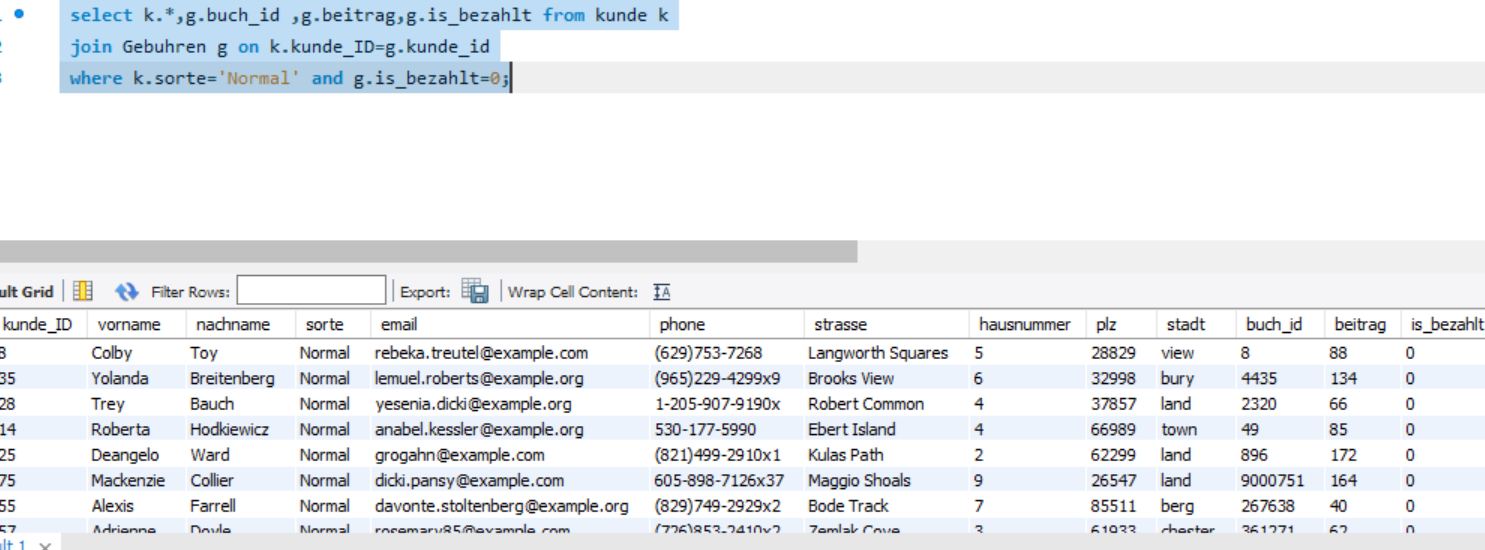 select k.*,g.buch_id ,g.beitrag,g.is_bezahlt from kunde k
join Gebuhren g on k.kunde_ID=g.kunde_id
where k.sorte='Normal' and g.is_bezahlt=0;
Grid Filter Rows: Export: Wrap Cell Content: IA
kunde_ID vorname nachname sorte email phone strasse hausnummer plz stadt buch_id beitrag is_bezahlt
8 Colby Toy Normal rebeka.treutel@example.com (629)753-7268 Langworth Squares 5 28829 view 8 88 0
35 Yolanda Breitenberg Normal lemuel.roberts@example.org (965)229-4299x9 Brooks View 6 32998 bury 4435 134 0
28 Trey Bauch Normal yesenia.dicki@example.org 1-205-907-9190x Robert Common 4 37857 land 2320 66 0
14 Roberta Hodkiewicz Normal anabel.kessler@example.org 530-177-5990 Ebert Island 4 66989 town 49 85 0
25 Deangelo Ward Normal grogahn@example.com (821)499-2910x1 Kulas Path 2 62299 land 896 172 0
75 Mackenzie Collier Normal dicki.pansy@example.com 605-898-7126x37 Maggio Shoals 9 26547 land 9000751 164 0
55 Alexis Farrell Normal davonte.stoltenberg@example.org (829)749-2929x2 Bode Track 7 85511 berg 267638 40 0
57 Adrienne Doyle Normal rosemary85@example.com (726)853-2410x2 Zemlak Cove 3 61933 chester 361271 62 0